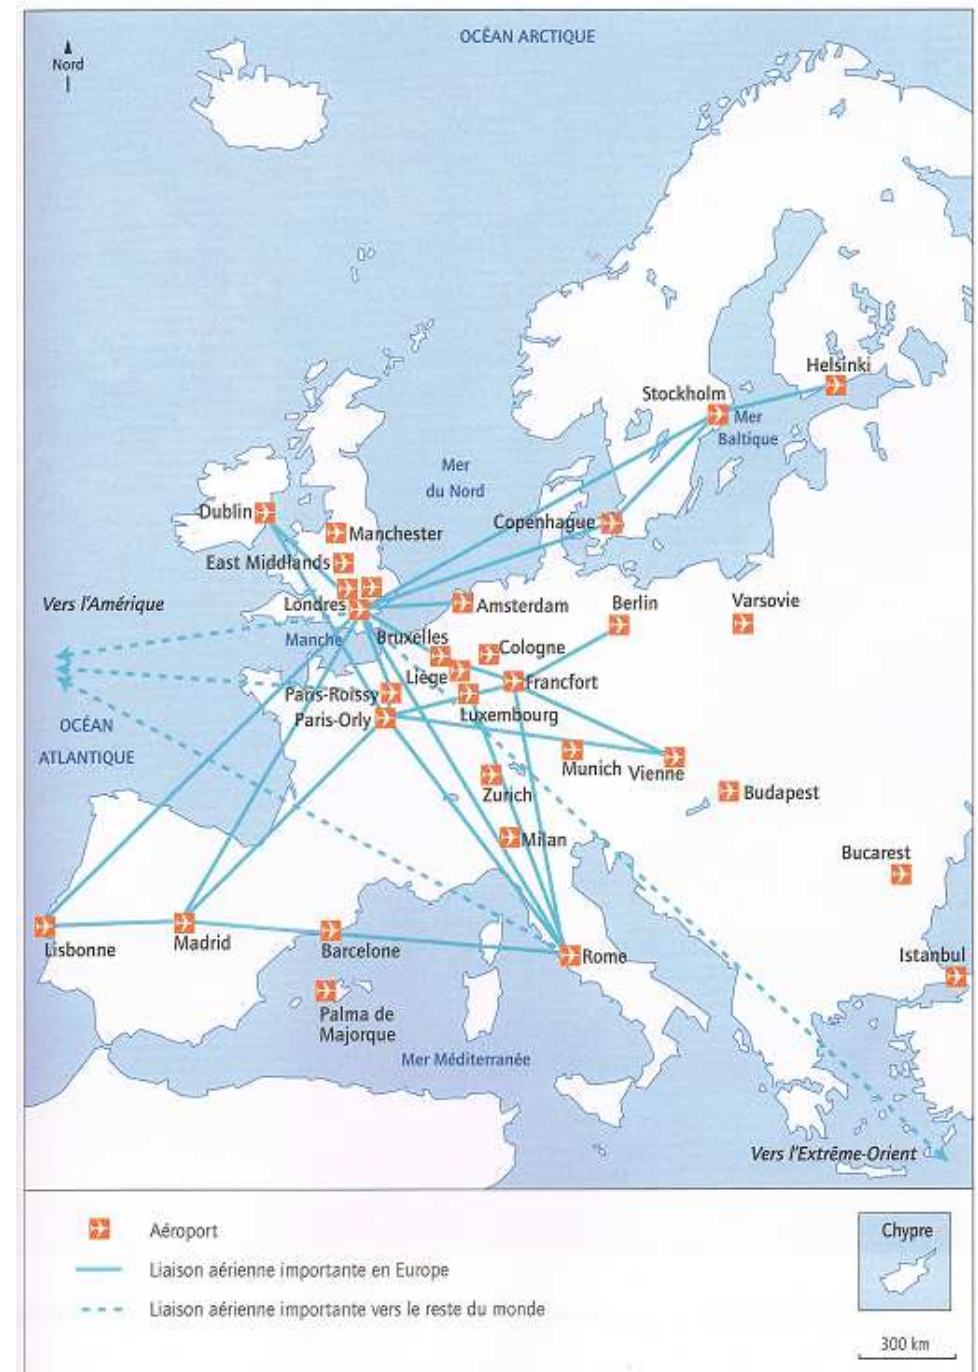 OCÉAN ARCTIQUE
Nord
Helsinki
Stockholm
Mer
Baltique
Mer
du Nord
Dublin
Copenhague
Manchester
East Middlands
Vers l'Amérique
Londres
Amsterdam
Berlin
Varsovie
Manche
Bruxelles
Cologne
Liège
Francfort
Paris-Roissy
Luxembourg
Paris-Orly
OCÉAN
ATLANTIQUE
Munich
Vienne
Zurich
Budapest
Milan
Bucarest
Lisbonne
Madrid
Barcelone
Rome
Istanbul
Palma de
Majorque
Mer Méditerranée
Vers l'Extrême-Orient
Aéroport
Chypre
Liaison aérienne importante en Europe
Liaison aérienne importante vers le reste du monde
300 km